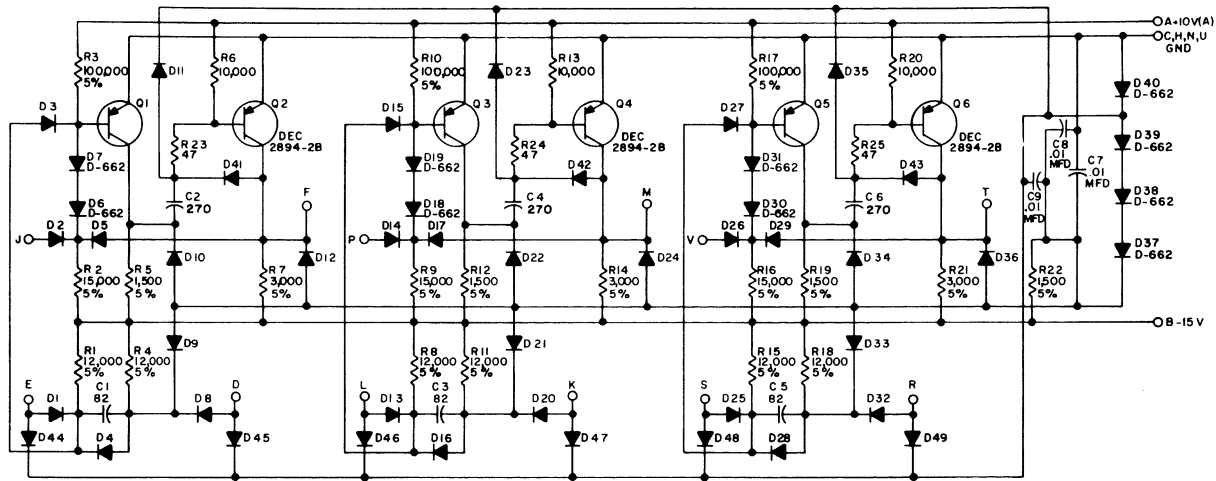 A+10V(A)
C,H,N,U
GND
R3
100,000
5%
D11
R6
10,000
R10
100,000
5%
D23
R13
10,000
R17
100,000
5%
D35
R20
10,000
D40
D-662
D3
Q1
Q2
D15
Q3
Q4
D27
Q5
Q6
DEC
2894-2B
DEC
2894-2B
DEC
2894-2B
D39
D-662
C8
.01
MFD
C7
.01
MFD
C9
.01
MFD
D7
D-662
R23
47
D41
D19
D-662
R24
47
D42
D31
D-662
R25
47
D43
D38
D-662
D6
D-662
C2
270
F
D18
D-662
C4
270
M
D30
D-662
C6
270
T
J
D2
D5
P
D14
D17
V
D26
D29
D37
D-662
D10
D12
D22
D24
D34
D36
R2
15,000
5%
R5
1,500
5%
R7
3,000
5%
R9
15,000
5%
R12
1,500
5%
R14
3,000
5%
R16
15,000
5%
R19
1,500
5%
R21
3,000
5%
R22
1,500
5%
B-15V
R1
12,000
5%
R4
12,000
5%
D9
R8
12,000
5%
R11
12,000
5%
D21
R15
12,000
5%
R18
12,000
5%
D33
E
D1
C1
82
D8
D
L
D13
C3
82
D20
K
S
D25
C5
82
D32
R
D44
D4
D45
D46
D16
D47
D48
D28
D49